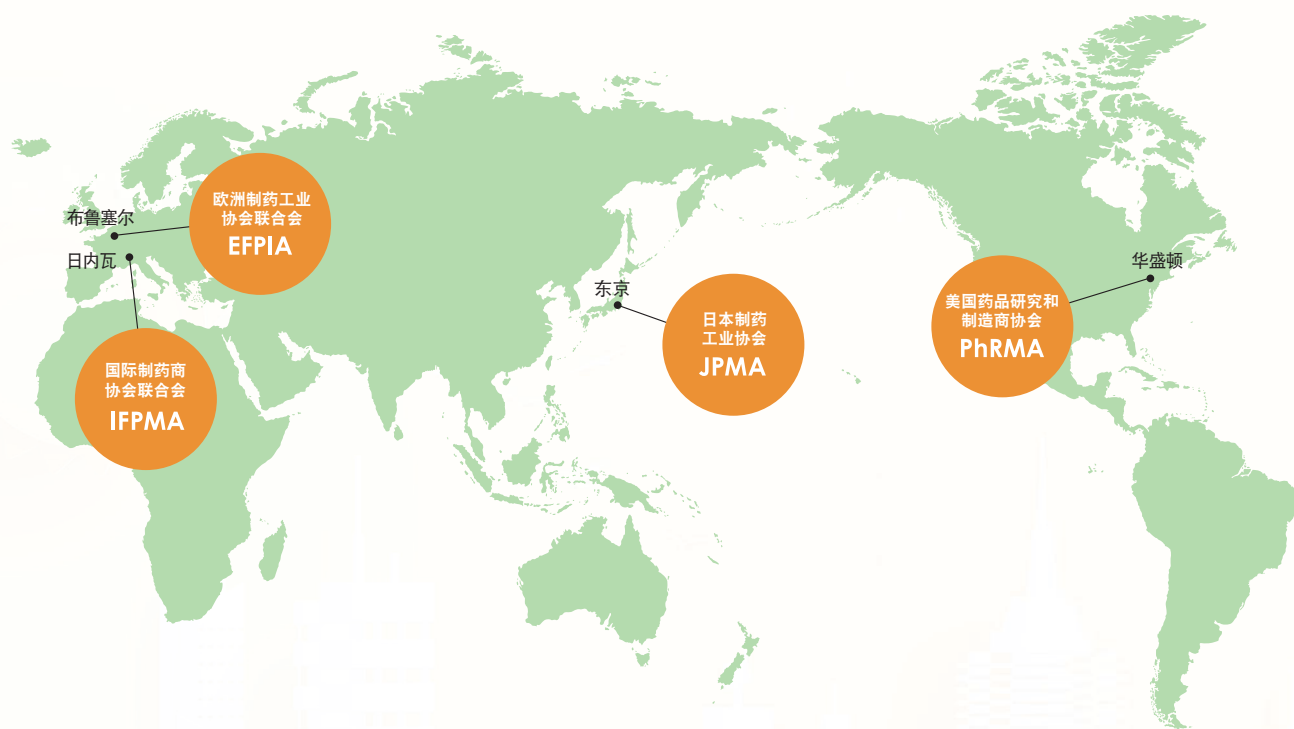 欧洲制药工业
协会联合会
EFPIA
布鲁塞尔
日内瓦
国际制药商
协会联合会
IFPMA
东京
日本制药
工业协会
JPMA
华盛顿
美国药品研究和
制造商协会
PhRMA